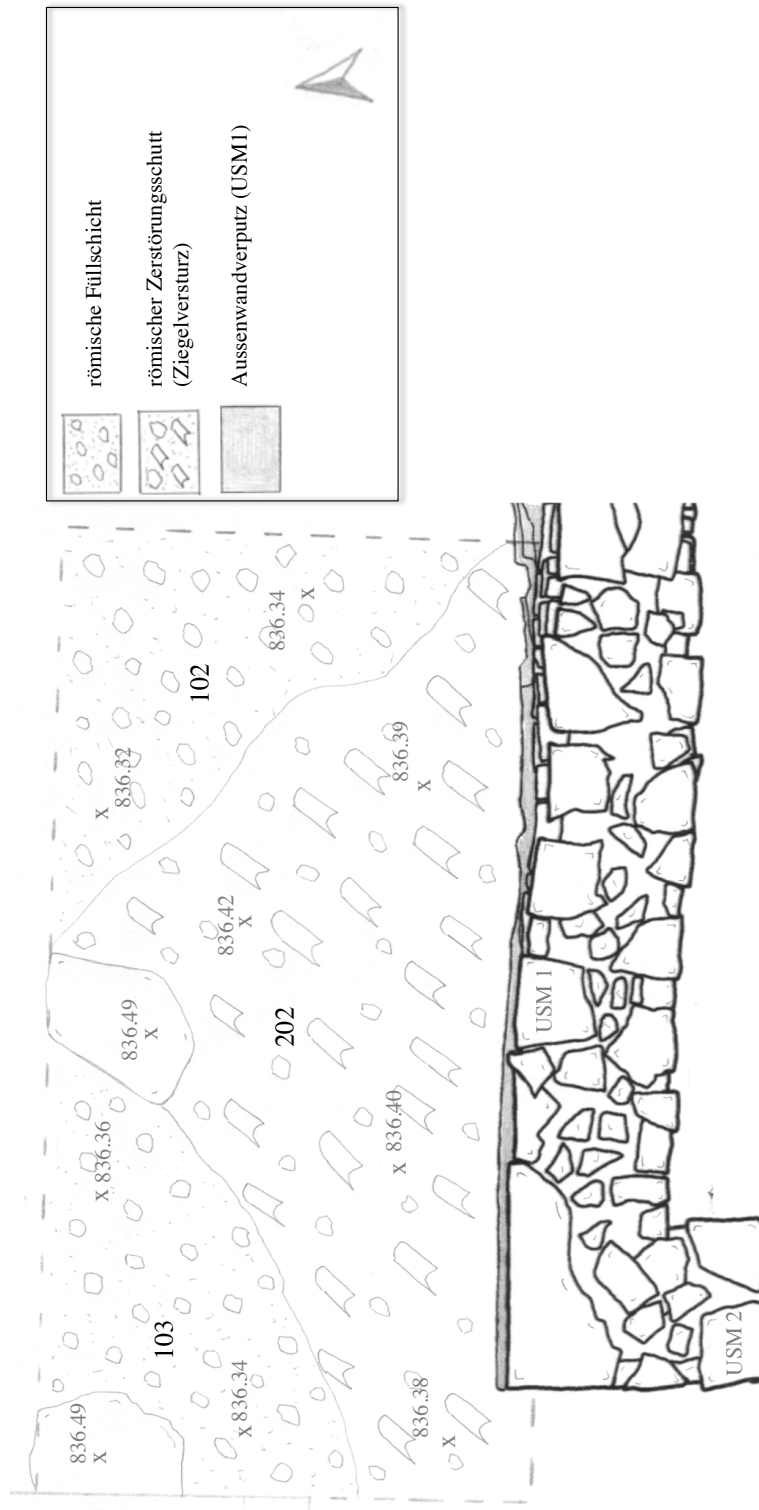 römische Füllschicht
römischer Zerstörungsschutt
(Ziegelversturz)
Aussenwandverputz (USM1)
836.49
x
103
836.34
x
836.38
x
x 836.36
836.49
x
202
836.40
x
836.42
x
836.32
x
102
836.34
x
836.39
x
USM 1
USM 2